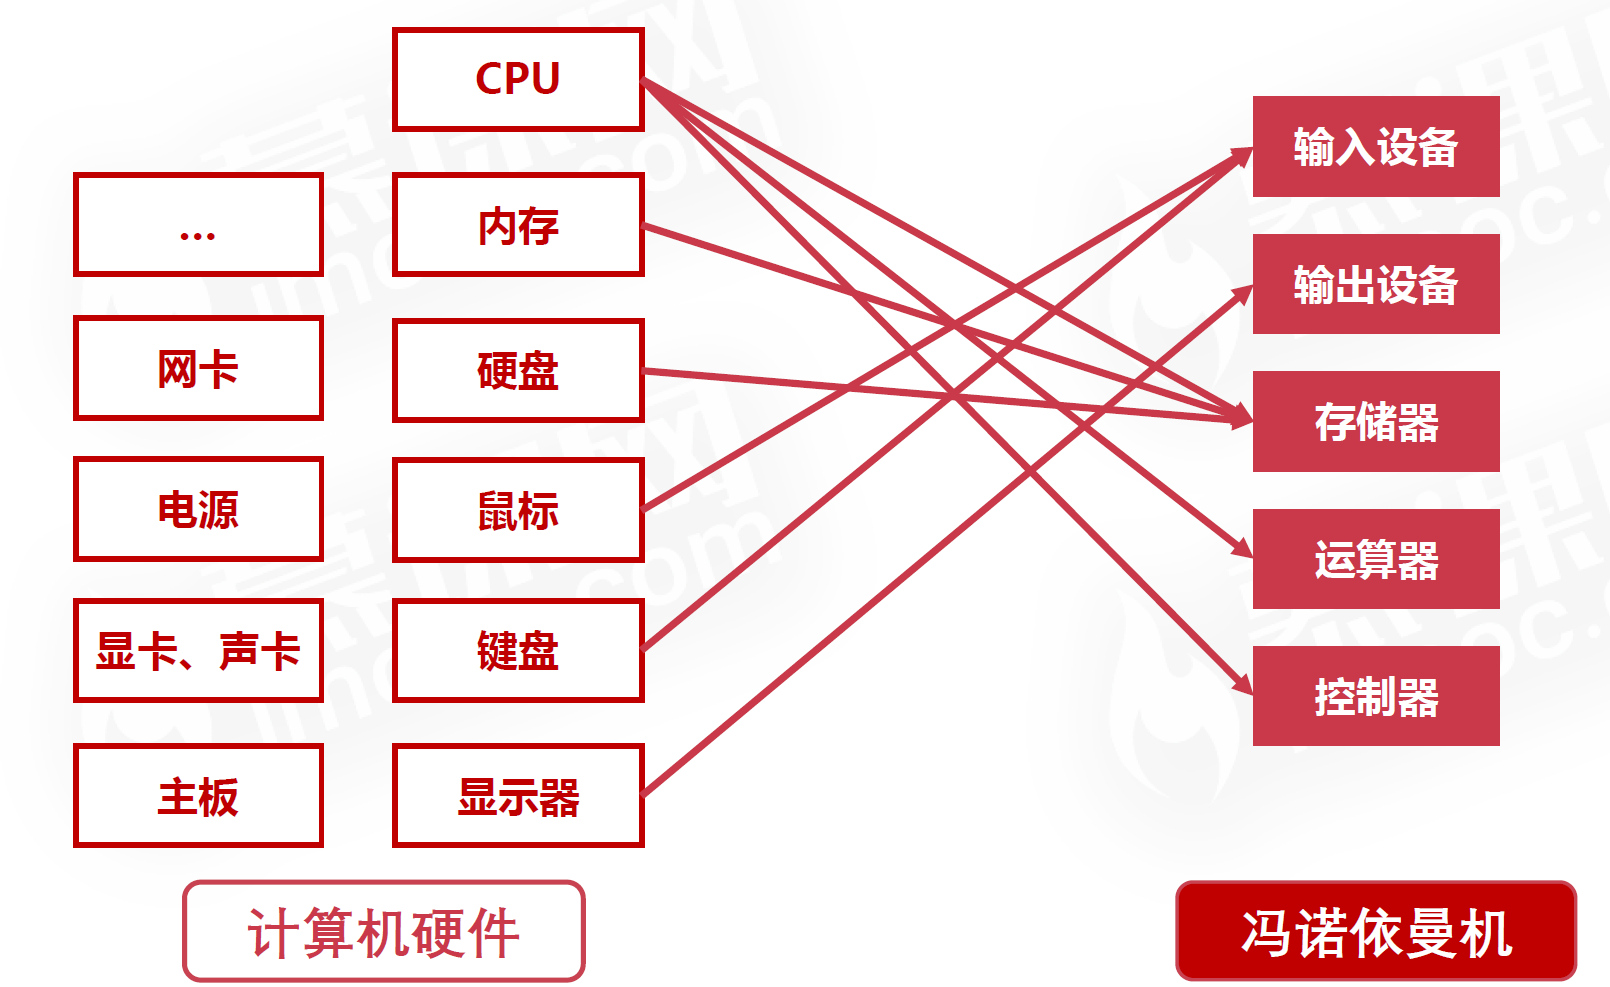 CPU
... 内存
网卡 硬盘
电源 鼠标
显卡、声卡 键盘
主板 显示器
计算机硬件
输入设备
输出设备
存储器
运算器
控制器
冯诺依曼机